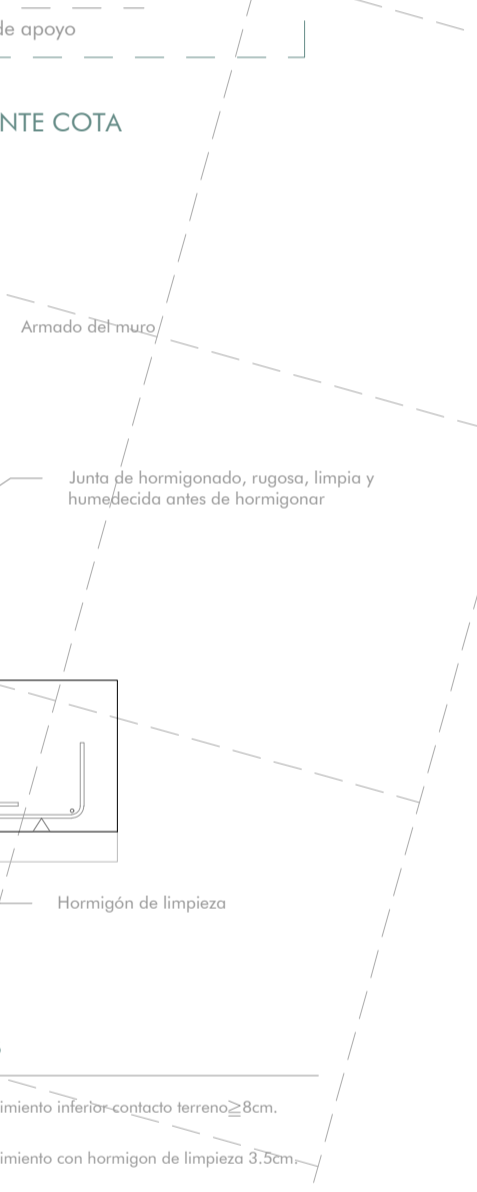 de apoyo
NTE COTA
Armado del muro
Junta de hormigonado, rugosa, limpia y
humedecida antes de hormigonar
Hormigón de limpieza
imiento inferior contacto terreno≧8cm.
imiento con hormigon de limpieza 3.5cm.